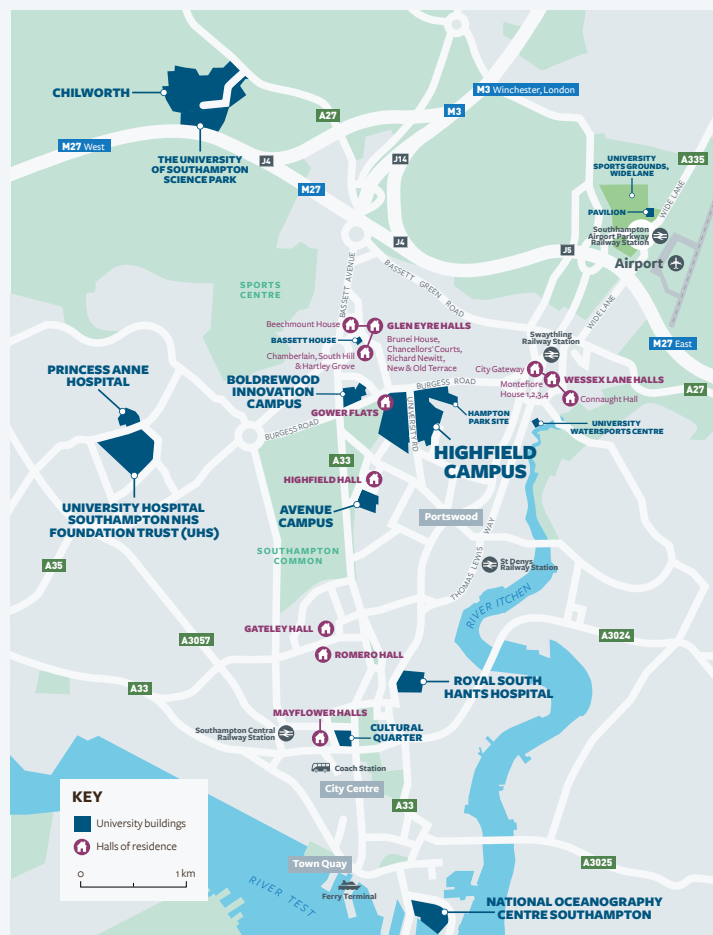 M3 Winchester, London
CHILWORTH
A27
M3
M27 West
THE UNIVERSITY
OF SOUTHAMPTON
SCIENCE PARK
J4
J14
M27
UNIVERSITY
SPORTS GROUNDS,
WIDE LANE
A335
WIDE LANE
PAVILION
Southampton
Airport Parkway
Railway Station
J4
J5
Airport
BASSETT AVENUE
BASSETT GREEN ROAD
SPORTS
CENTRE
WIDE LANE
Beechmount House
GLEN EYRE HALLS
BASSETT HOUSE
Brunei House,
Chancellors' Courts,
Richard Newitt,
New & Old Terrace
Chamberlain, South Hill
& Hartley Grove
Swaythling
Railway Station
M27 East
PRINCESS ANNE
HOSPITAL
City Gateway
WESSEX LANE HALLS
Montefiore
House 1,2,3,4
Connaught Hall
A27
BOLDREWOOD
INNOVATION
CAMPUS
BURGESS ROAD
GOWER FLATS
UNIVERSITY RD
HAMPTON
PARK SITE
UNIVERSITY
WATERSPORTS CENTRE
BURGESS ROAD
HIGHFIELD
CAMPUS
A33
HIGHFIELD HALL
UNIVERSITY HOSPITAL
SOUTHAMPTON NHS
FOUNDATION TRUST (UHS)
AVENUE
CAMPUS
Portswood
SOUTHAMPTON
COMMON
THOMAS LEWIS WAY
St Denys
Railway Station
A35
RIVER ITCHEN
GATELEY HALL
A3057
A3024
ROMERO HALL
A33
ROYAL SOUTH
HANTS HOSPITAL
MAYFLOWER HALLS
Southampton Central
Railway Station
CULTURAL
QUARTER
Coach Station
City Centre
A33
KEY
University buildings
Halls of residence
0 1 km
Town Quay
A3025
RIVER TEST
Ferry Terminal
NATIONAL OCEANOGRAPHY
CENTRE SOUTHAMPTON